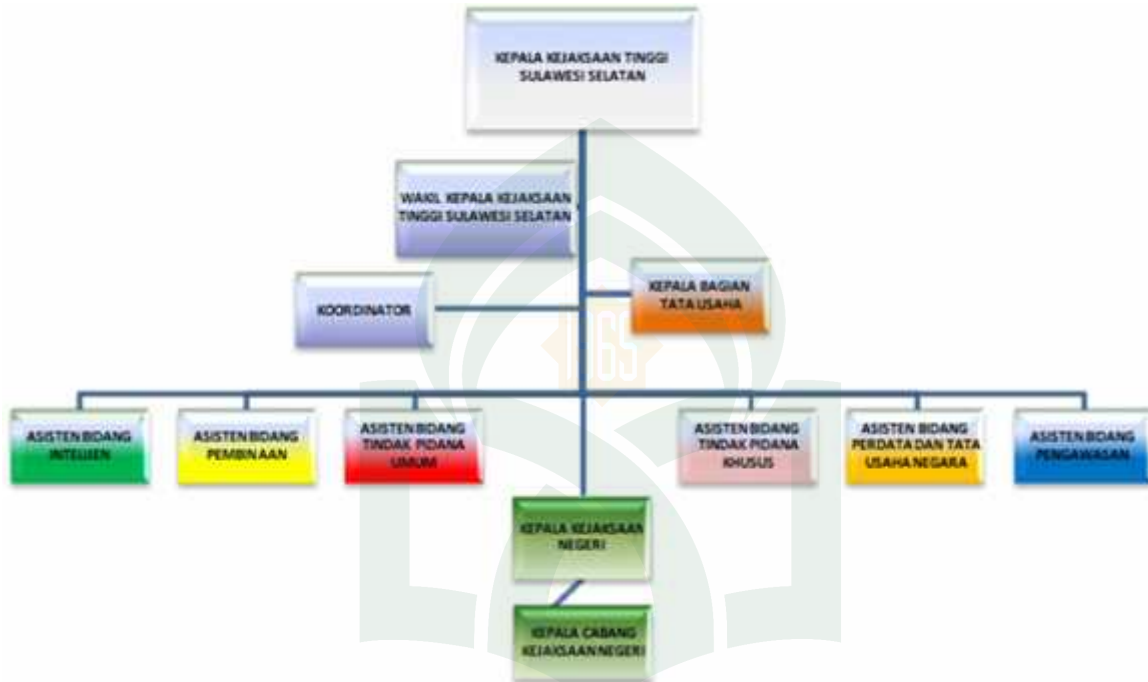 KEPALA KEJAKSAAN TINGGI
SULAWESI SELATAN
WAKIL KEPALA KEJAKSAAN
TINGGI SULAWESI SELATAN
KEPALA BAGIAN
TATA USAHA
KOORDINATOR
ASISTEN BIDANG
INTELIJEN
ASISTEN BIDANG
PEMBINAAN
ASISTEN BIDANG
TINDAK PIDANA
UMUM
ASISTEN BIDANG
TINDAK PIDANA
KHUSUS
ASISTEN BIDANG
PERDATA DAN TATA
USAHA NEGARA
ASISTEN BIDANG
PENGAWASAN
KEPALA KEJAKSAAN
NEGERI
KEPALA CABANG
KEJAKSAAN NEGERI
1965